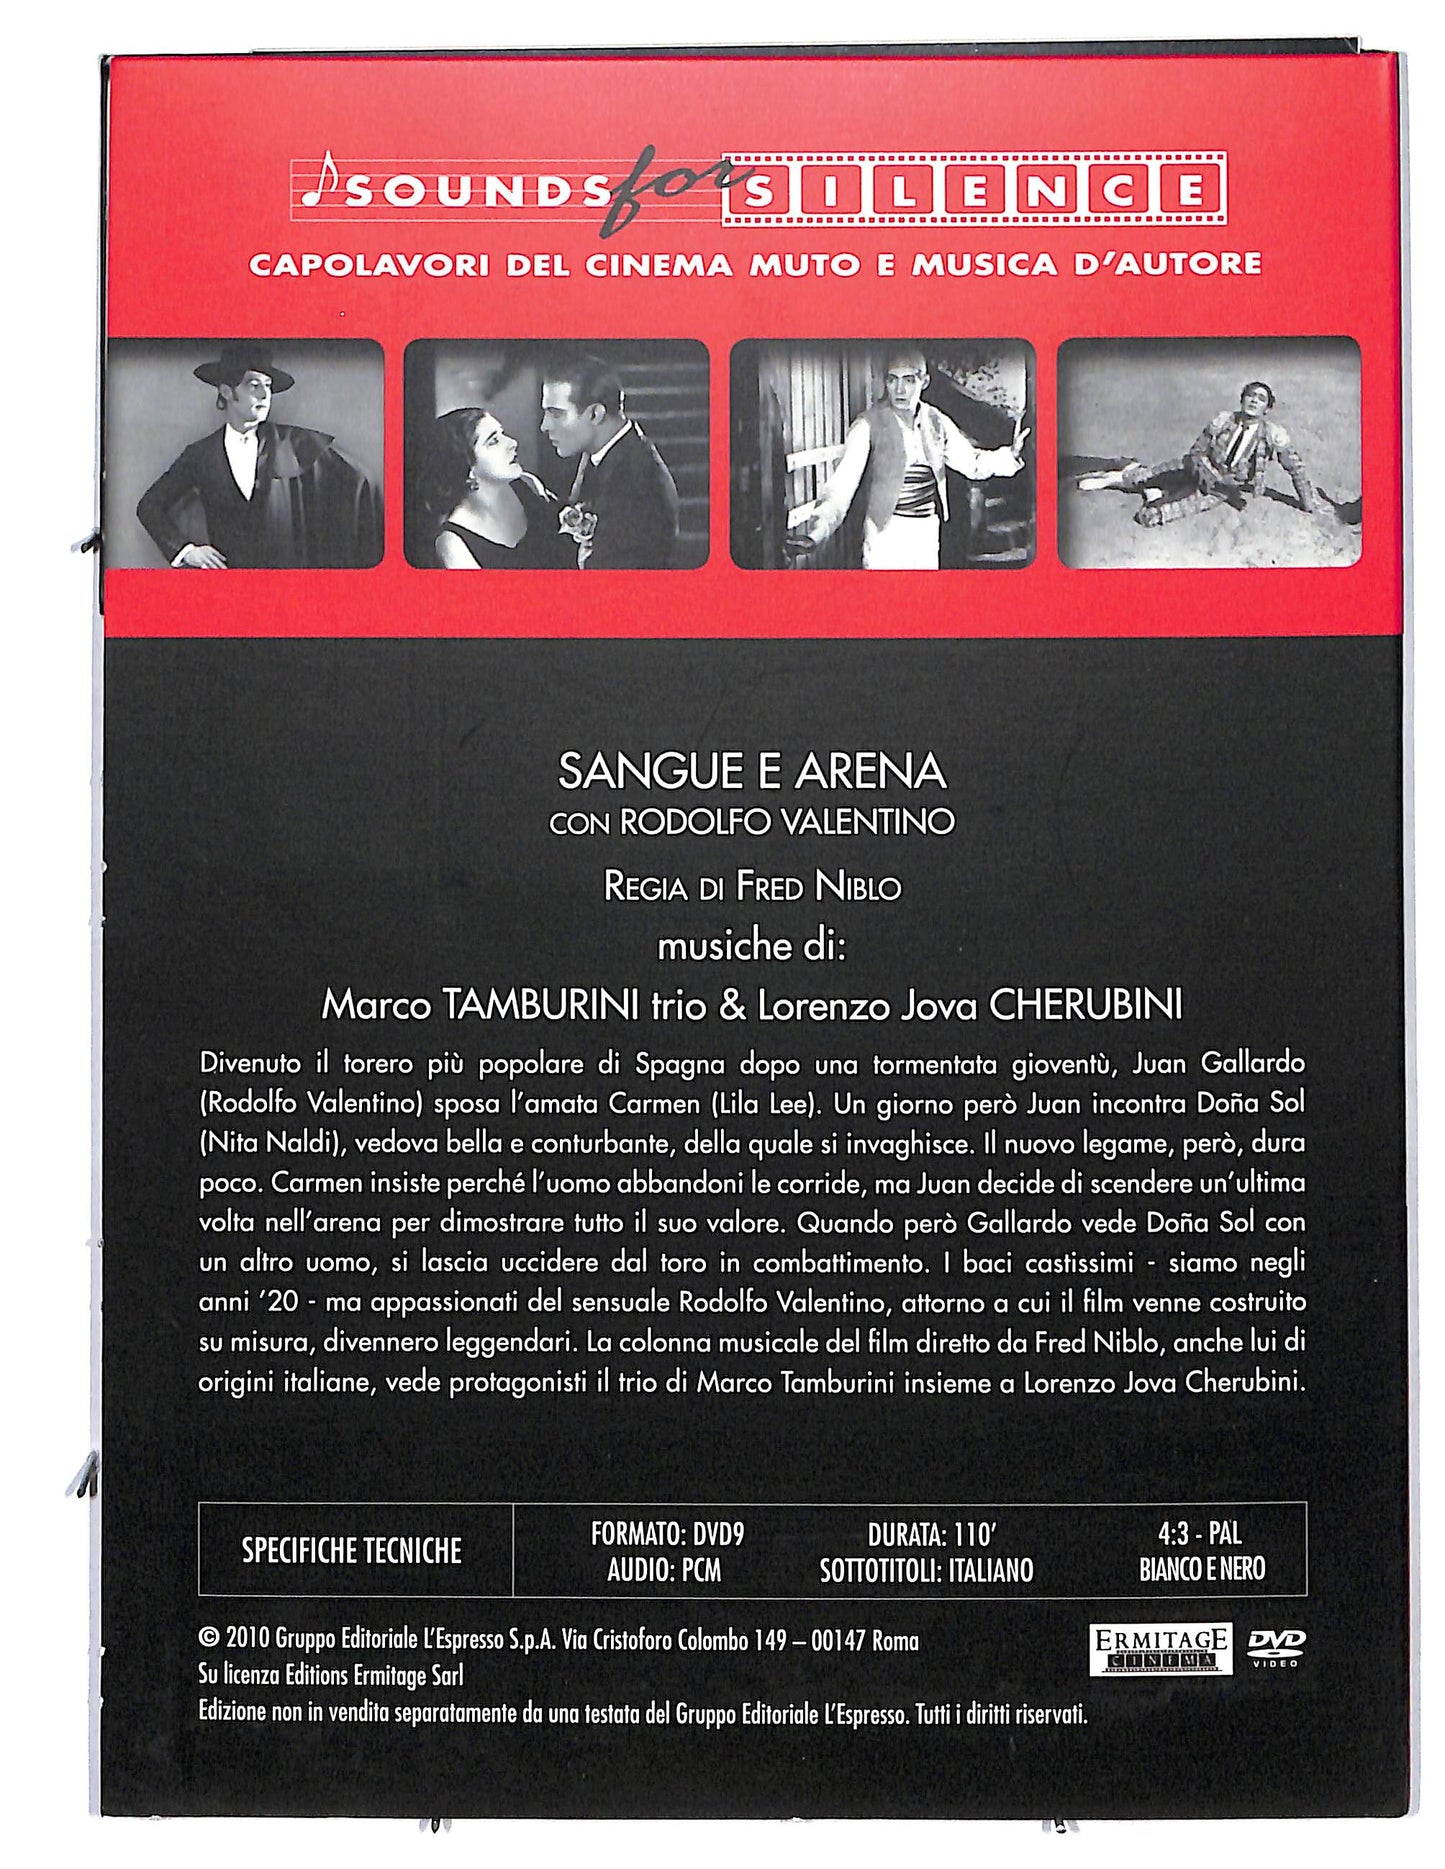 SOUNDS for SILENCE
CAPOLAVORI DEL CINEMA MUTO E MUSICA D'AUTORE
SANGUE E ARENA
CON RODOLFO VALENTINO
REGIA DI FRED NIBLO
musiche di:
Marco TAMBURINI trio & Lorenzo Jova CHERUBINI
Divenuto il torero più popolare di Spagna dopo una tormentata gioventù, Juan Gallardo
(Rodolfo Valentino) sposa l'amata Carmen (Lila Lee). Un giorno però Juan incontra Doña Sol
(Nita Naldi), vedova bella e conturbante, della quale si invaghisce. Il nuovo legame, però, dura
poco. Carmen insiste perché l'uomo abbandoni le corride, ma Juan decide di scendere un'ultima
volta nell'arena per dimostrare tutto il suo valore. Quando però Gallardo vede Doña Sol con
un altro uomo, si lascia uccidere dal toro in combattimento. I baci castissimi - siamo negli
anni '20 - ma appassionati del sensuale Rodolfo Valentino, attorno a cui il film venne costruito
su misura, divennero leggendari. La colonna musicale del film diretto da Fred Niblo, anche lui di
origini italiane, vede protagonisti il trio di Marco Tamburini insieme a Lorenzo Jova Cherubini.
SPECIFICHE TECNICHE
FORMATO: DVD9
AUDIO: PCM
DURATA: 110'
SOTTOTITOLI: ITALIANO
4:3 - PAL
BIANCO E NERO
© 2010 Gruppo Editoriale L'Espresso S.p.A. Via Cristoforo Colombo 149 – 00147 Roma
Su licenza Editions Ermitage Sarl
Edizione non in vendita separatamente da una testata del Gruppo Editoriale L'Espresso. Tutti i diritti riservati.
ERMITAGE
CINEMA
DVD
VIDEO